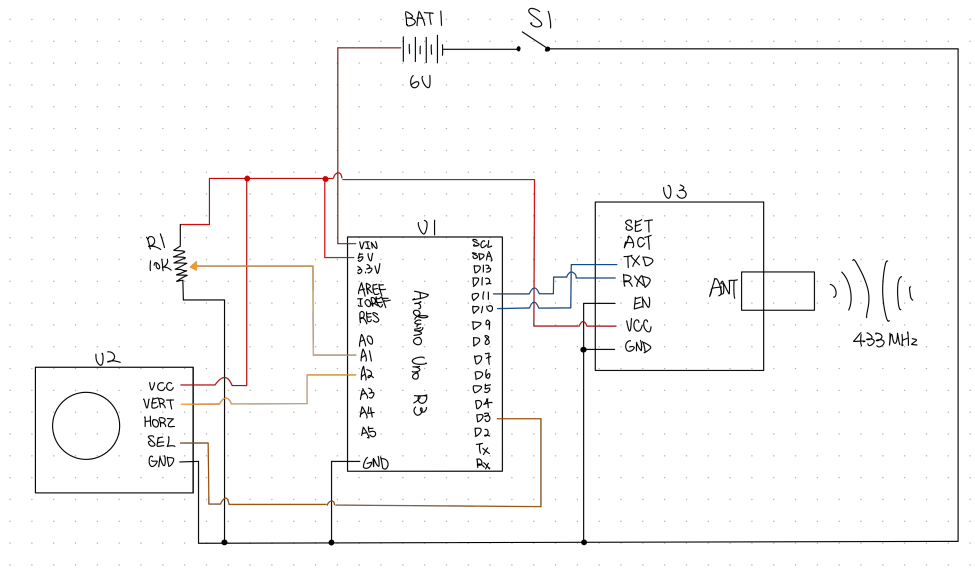 BAT1
S1
6V
U3
U1
R1
10K
VIN
5V
3.3V
AREF
IOREF
RES
A0
A1
A2
A3
A4
A5
GND
Arduino Uno R3
SCL
SDA
D13
D12
D11
D10
D9
D8
D7
D6
D5
D4
D3
D2
Tx
Rx
SET
ACT
TXD
RXD
EN
VCC
GND
ANT
433 MHz
U2
VCC
VERT
HORZ
SEL
GND